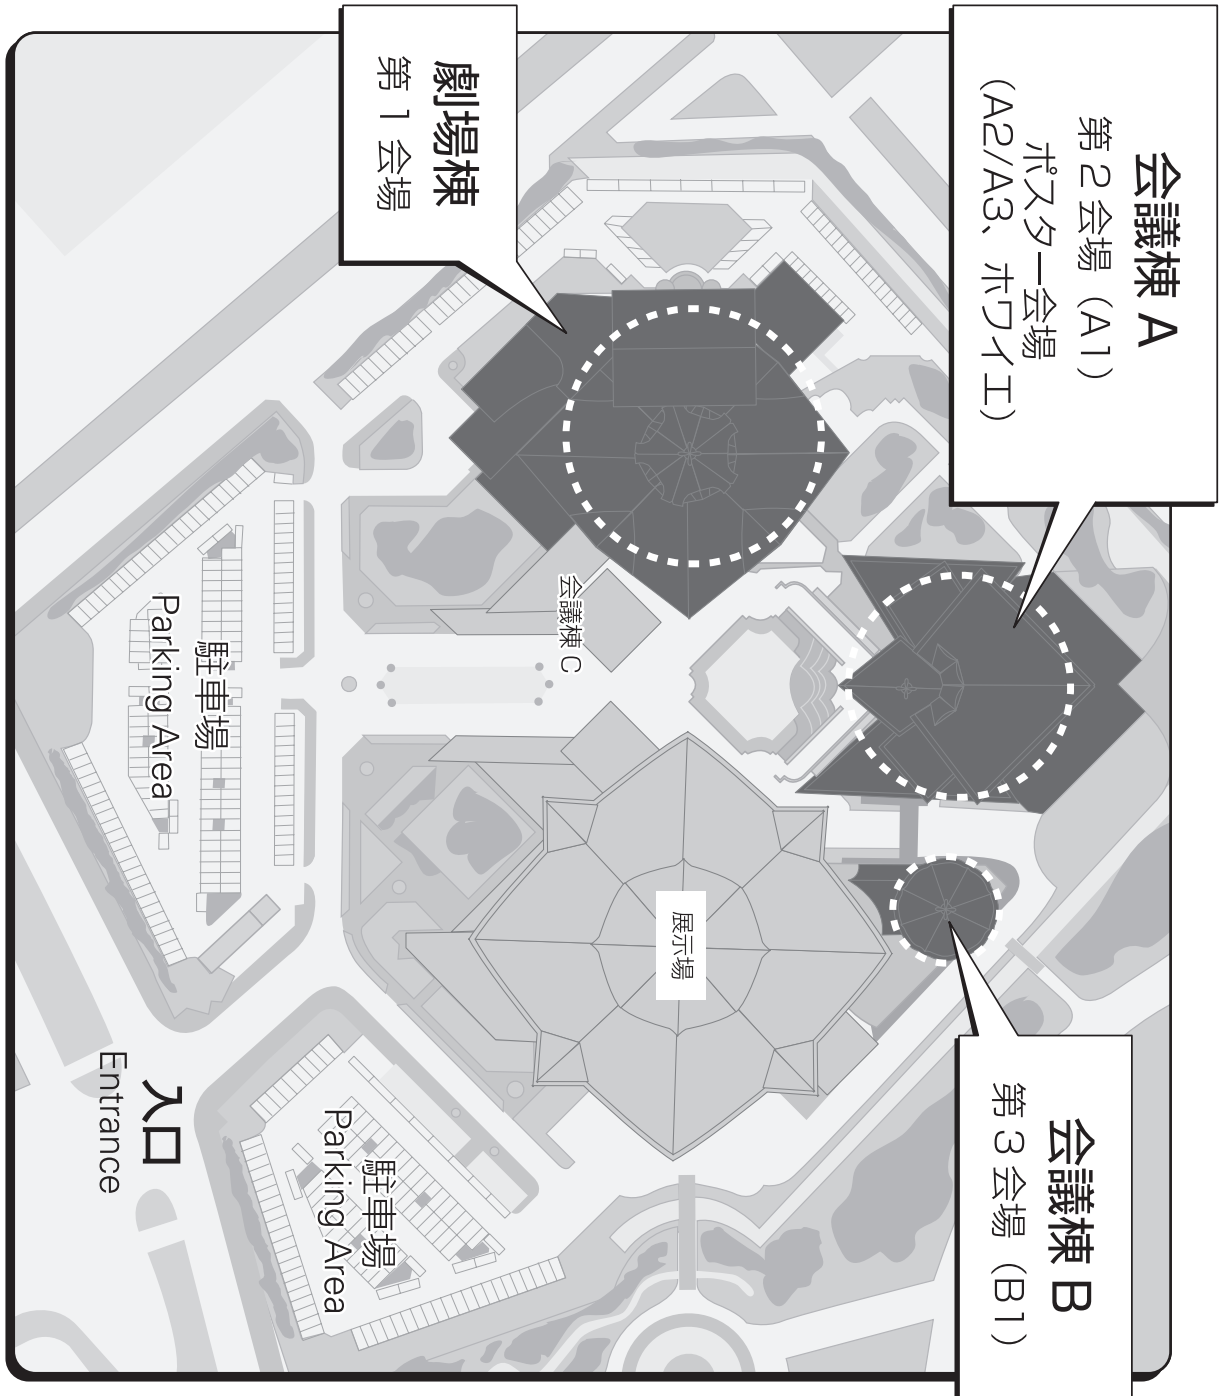 会議棟 A
第 2 会場（A1）
ポスター会場
（A2/A3、ホワイエ）
劇場棟
第 1 会場
会議棟 C
展示場
会議棟 B
第 3 会場（B1）
駐車場
Parking Area
駐車場
Parking Area
入口
Entrance